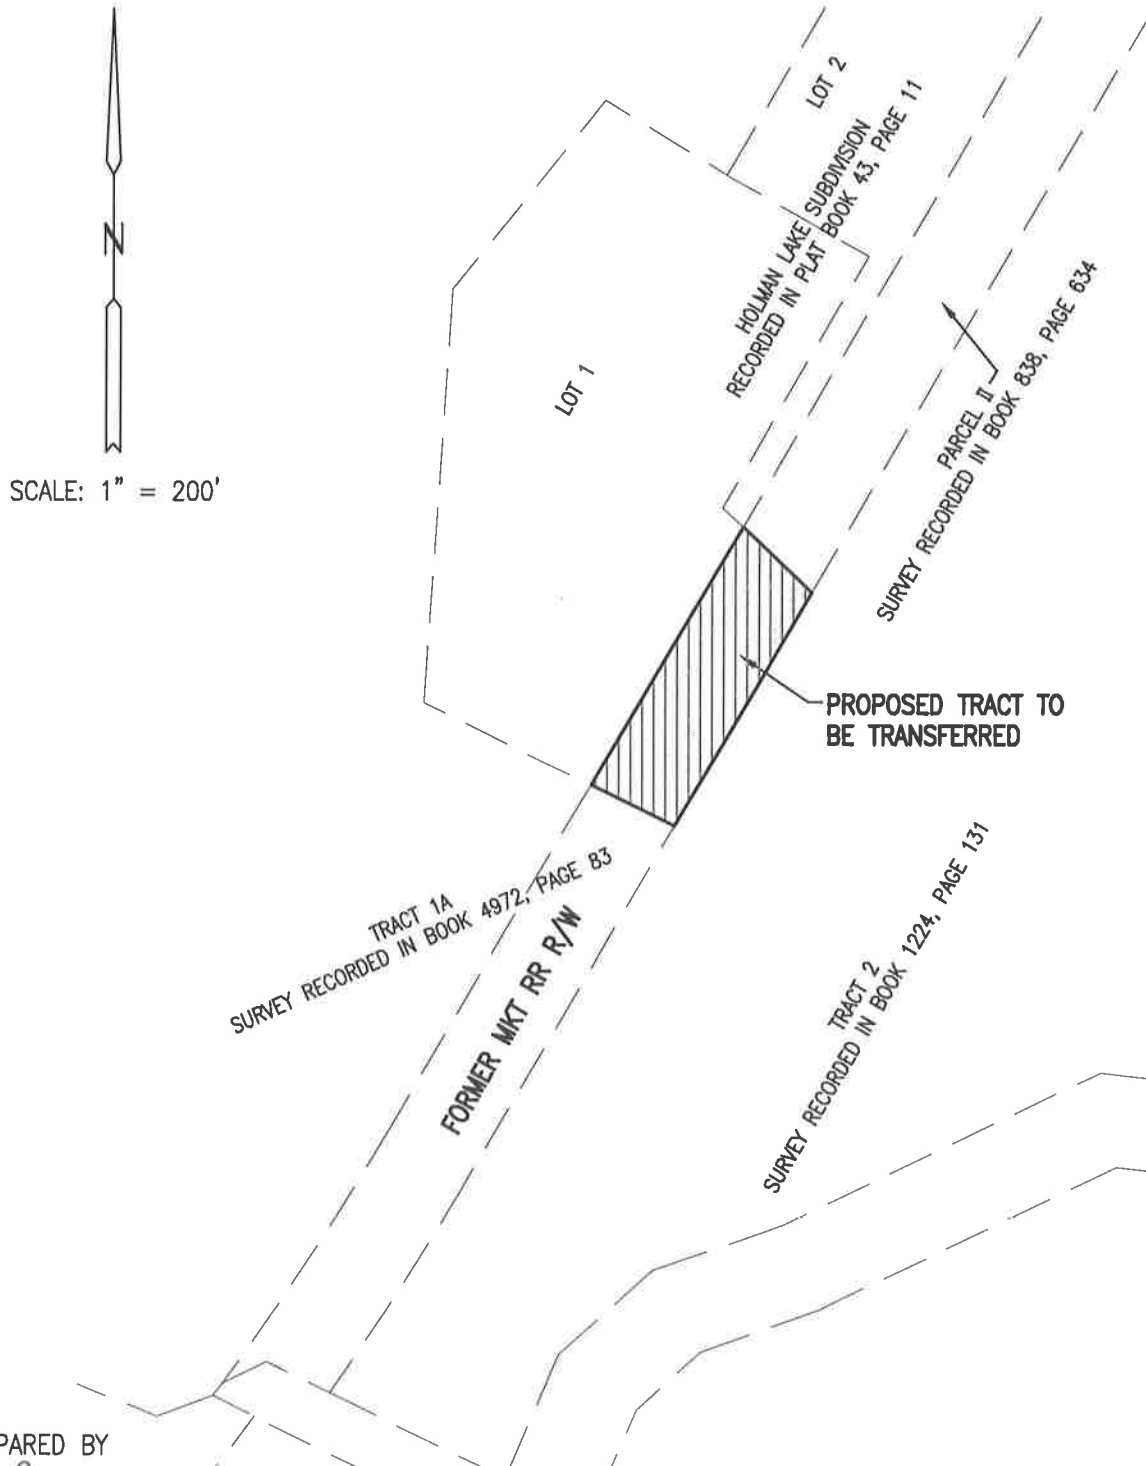 LOT 2
HOLMAN LAKE SUBDIVISION
RECORDED IN PLAT BOOK 43, PAGE 11
N
LOT 1
PARCEL II
SURVEY RECORDED IN BOOK 838, PAGE 634
SCALE: 1" = 200'
PROPOSED TRACT TO
BE TRANSFERRED
TRACT 1A
SURVEY RECORDED IN BOOK 4972, PAGE 83
FORMER MKT RR R/W
TRACT 2
SURVEY RECORDED IN BOOK 1224, PAGE 131
PARED BY